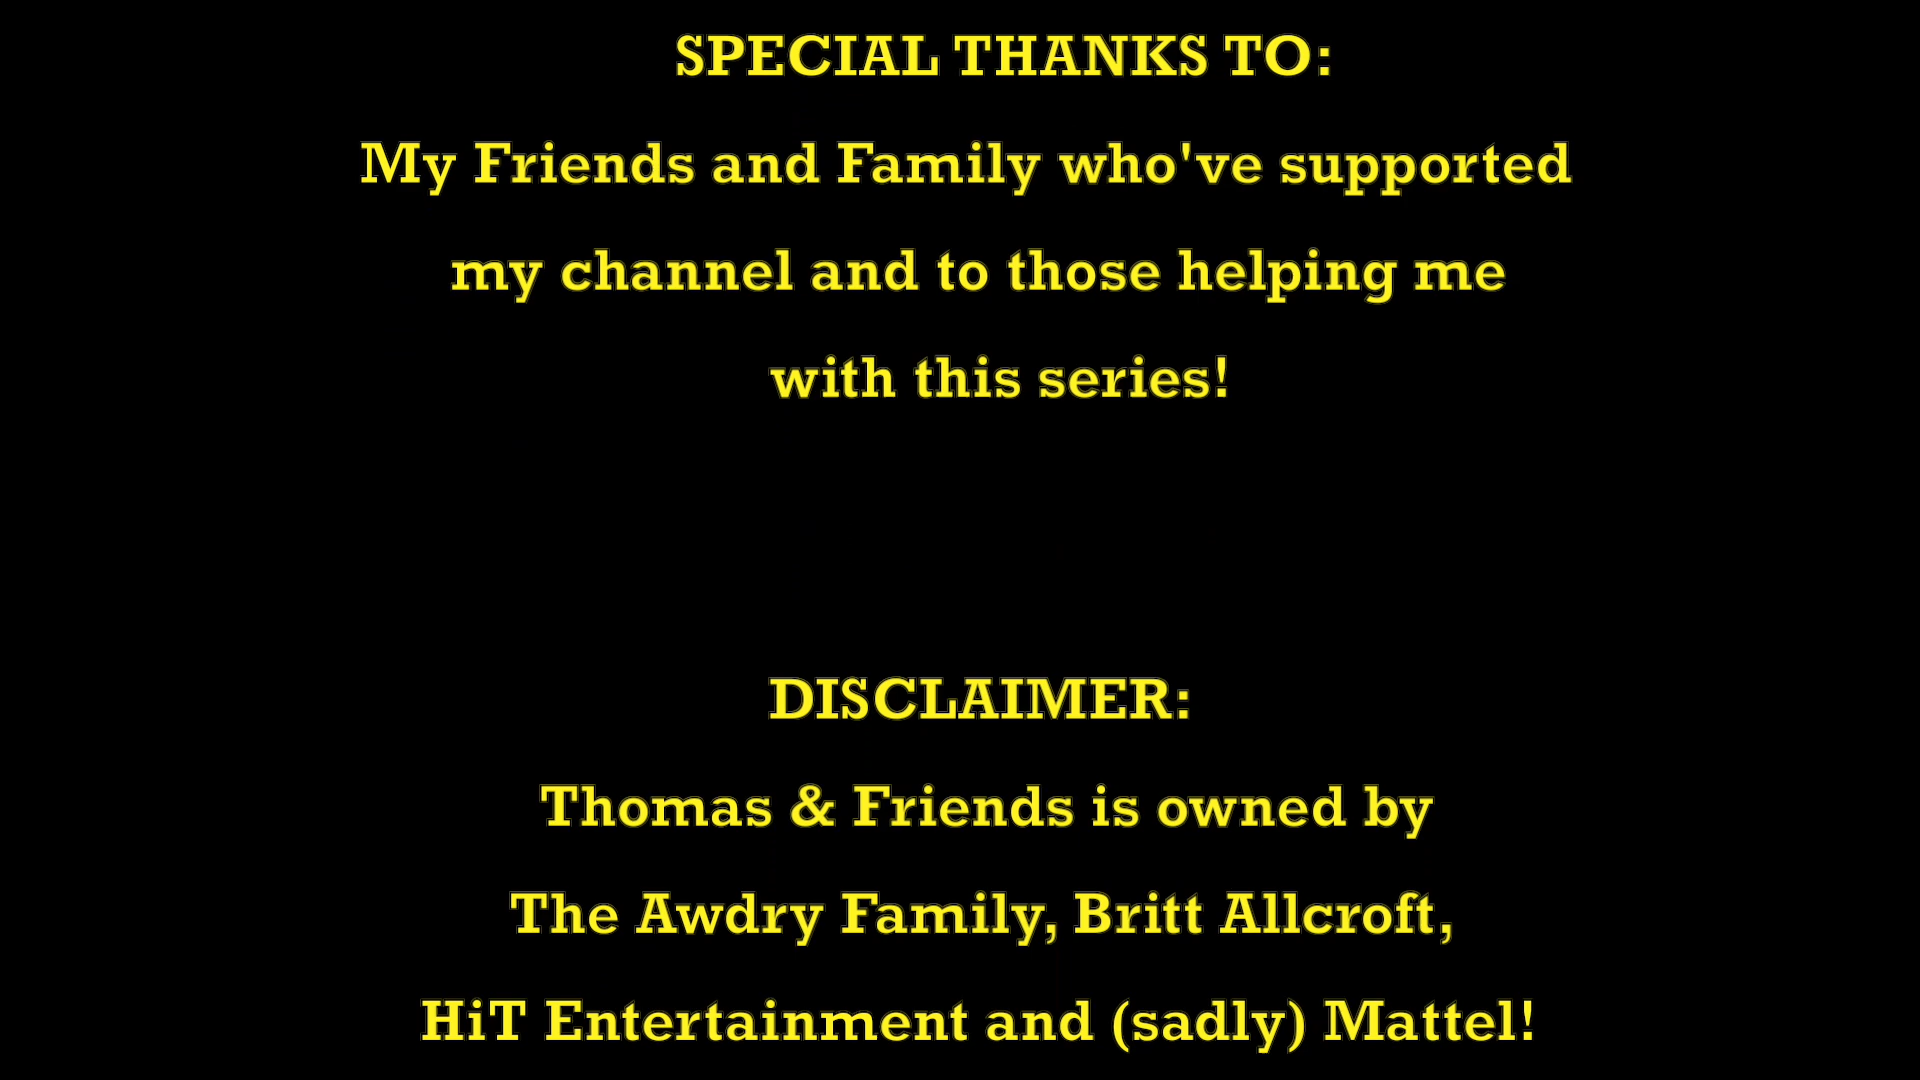 SPECIAL THANKS TO:
My Friends and Family who've supported
my channel and to those helping me
with this series!
DISCLAIMER:
Thomas & Friends is owned by
The Awdry Family, Britt Allcroft,
HiT Entertainment and (sadly) Mattel!